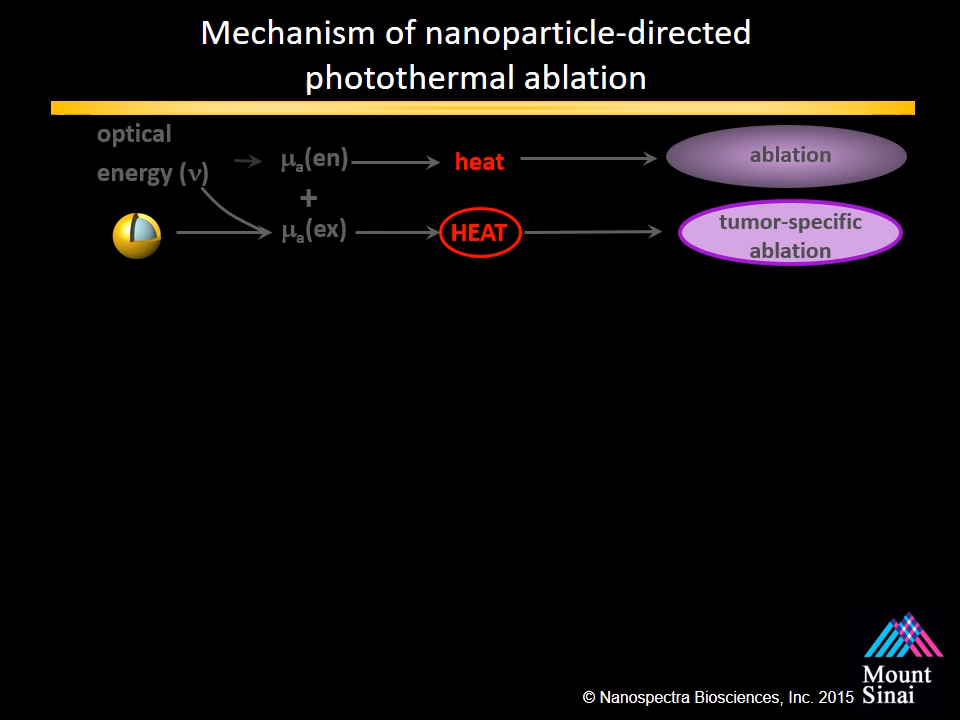 Mechanism of nanoparticle-directed
photothermal ablation
optical
energy (ν)
μa(en)
heat
ablation
+
μa(ex)
HEAT
tumor-specific
ablation
Mount
Sinai
© Nanospectra Biosciences, Inc. 2015